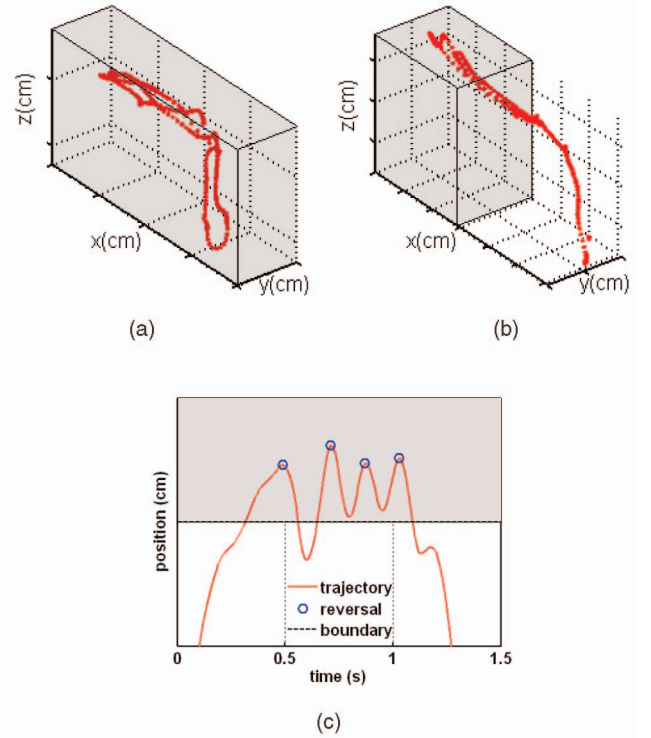 z(cm)
x(cm)
y(cm)
(a)
z(cm)
x(cm)
y(cm)
(b)
position (cm)
trajectory
reversal
boundary
0
0.5
1
1.5
time (s)
(c)